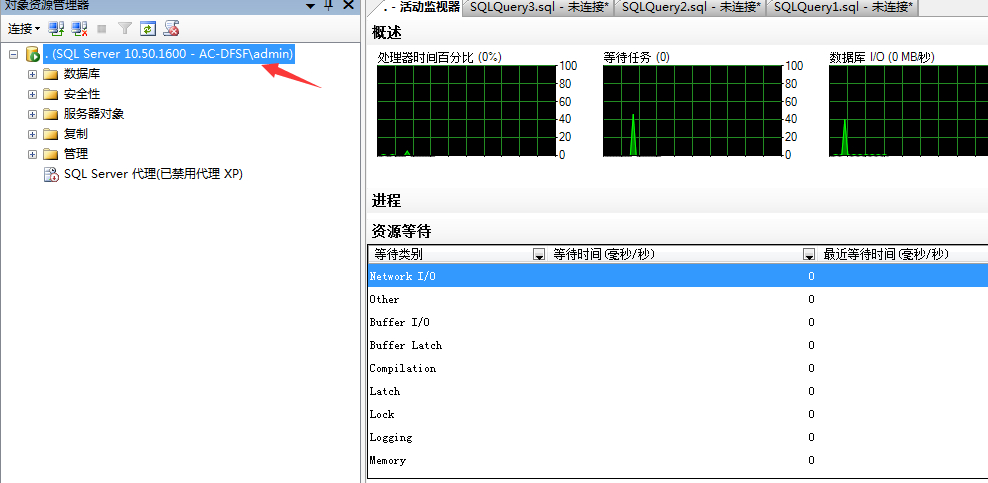 对象资源管理器
连接
. (SQL Server 10.50.1600 - AC-DFSF\admin)
数据库
安全性
服务器对象
复制
管理
SQL Server 代理(已禁用代理 XP)
. - 活动监视器
SQLQuery3.sql - 未连接*
SQLQuery2.sql - 未连接*
SQLQuery1.sql - 未连接*
概述
处理器时间百分比 (0%)
100
80
60
40
20
0
等待任务 (0)
100
80
60
40
20
0
数据库 I/O (0 MB/秒)
进程
资源等待
等待类别 等待时间(毫秒/秒) 最近等待时间(毫秒/秒)
Network I/O 0
Other 0
Buffer I/O 0
Buffer Latch 0
Compilation 0
Latch 0
Lock 0
Logging 0
Memory 0